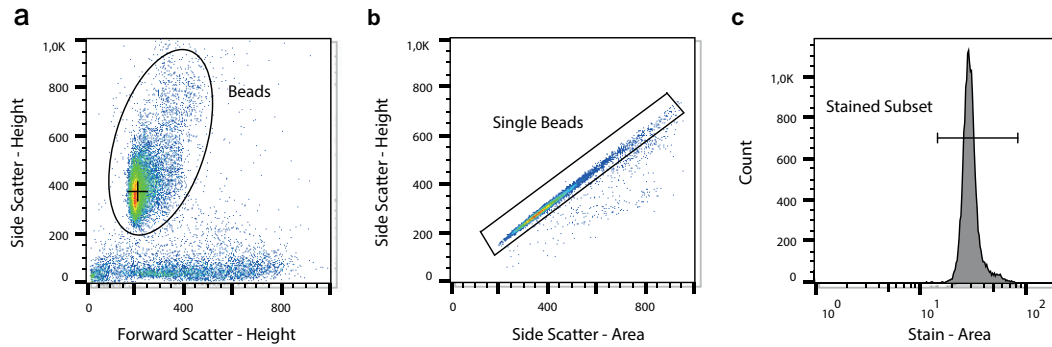 a
1,0K
800
600
400
200
0
Side Scatter - Height
Beads
0
400
800
Forward Scatter - Height
b
1,0K
800
600
400
200
0
Side Scatter - Height
Single Beads
0
400
800
Side Scatter - Area
c
1,0K
800
600
400
200
0
Count
Stained Subset
10^0
10^1
10^2
Stain - Area